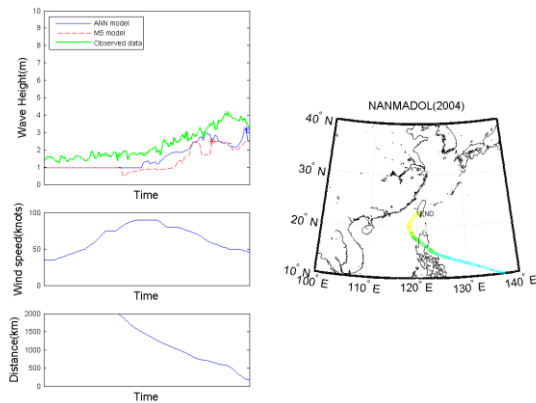 ANN model
M5 model
Observed data
Wave Height(m)
10
9
8
7
6
5
4
3
2
1
0
Time
Wind speed(knots)
100
50
0
Time
Distance(km)
2000
1500
1000
500
0
Time
NANMADOL(2004)
40° N
30° N
20° N
10° N
100° E
110° E
120° E
130° E
140° E
END